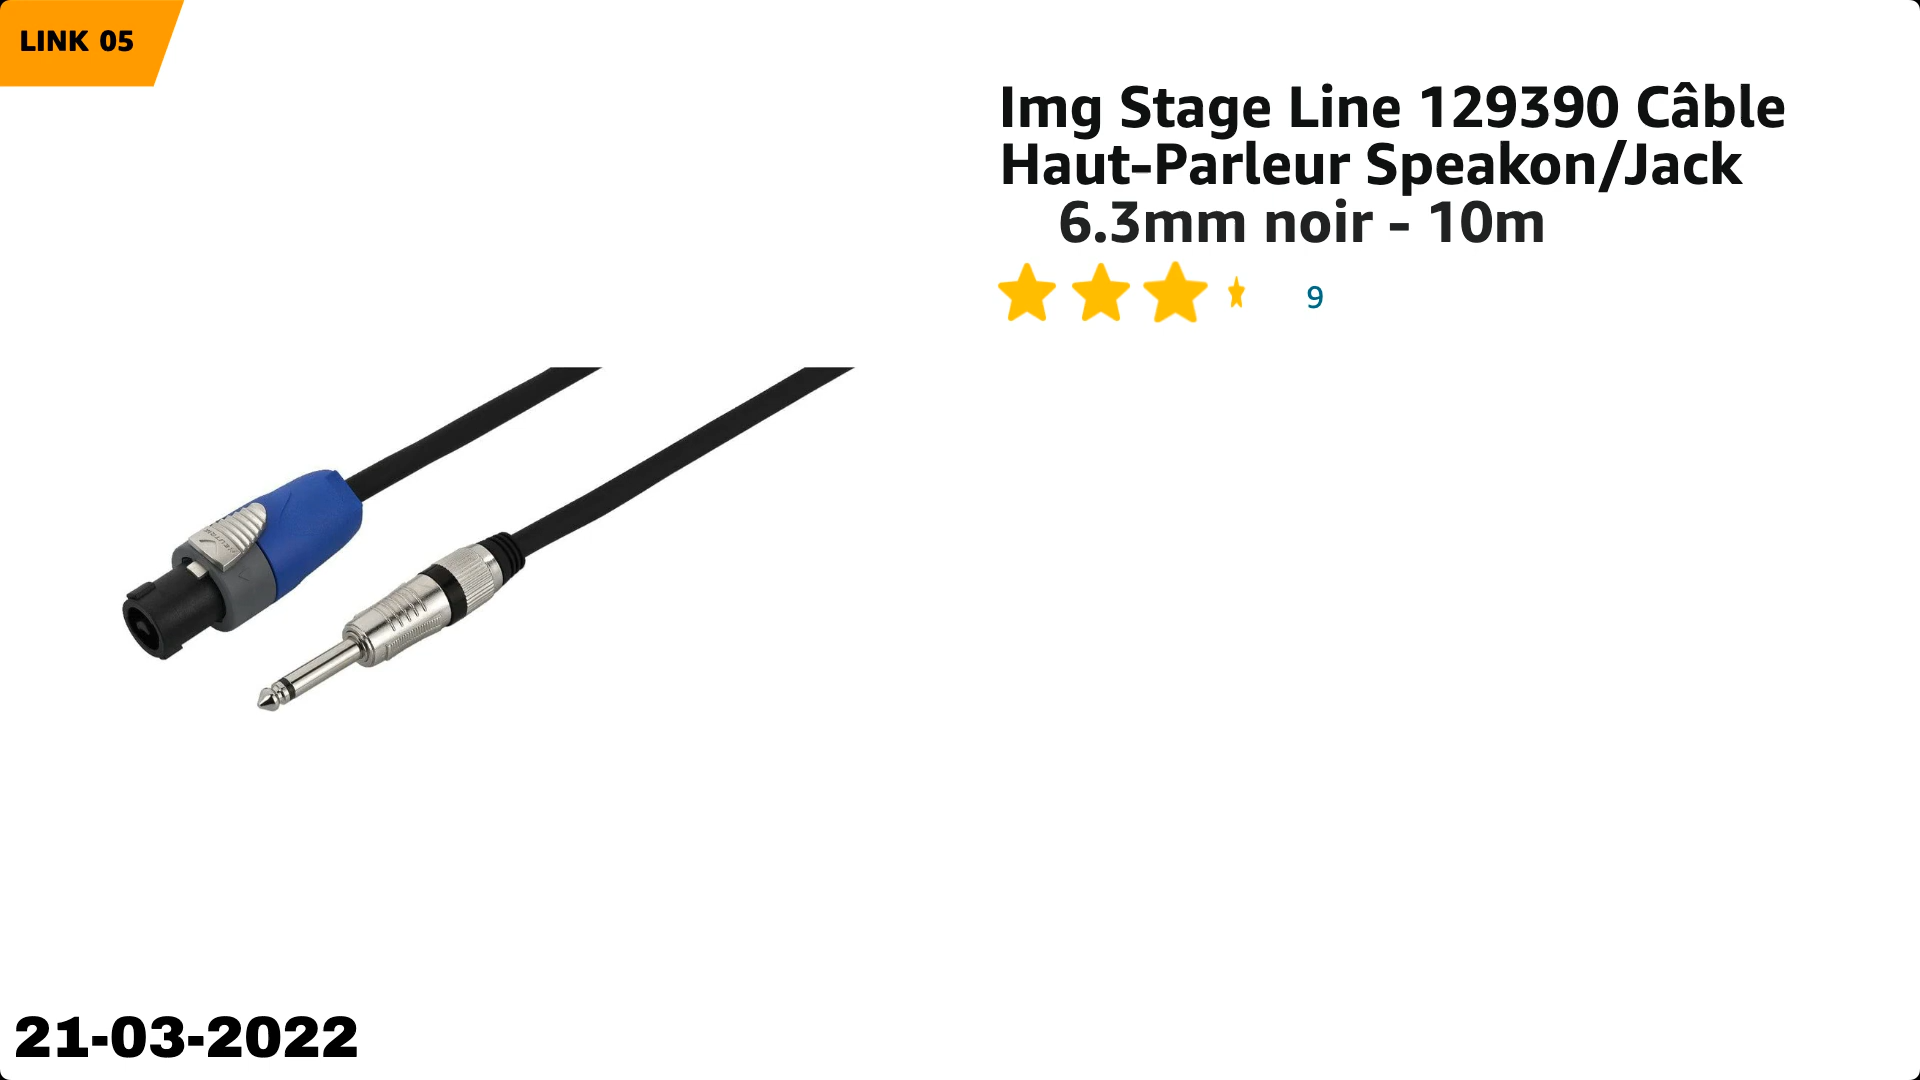 LINK 05
Img Stage Line 129390 Câble
Haut-Parleur Speakon/Jack
6.3mm noir - 10m
9
NEUTRIK
21-03-2022